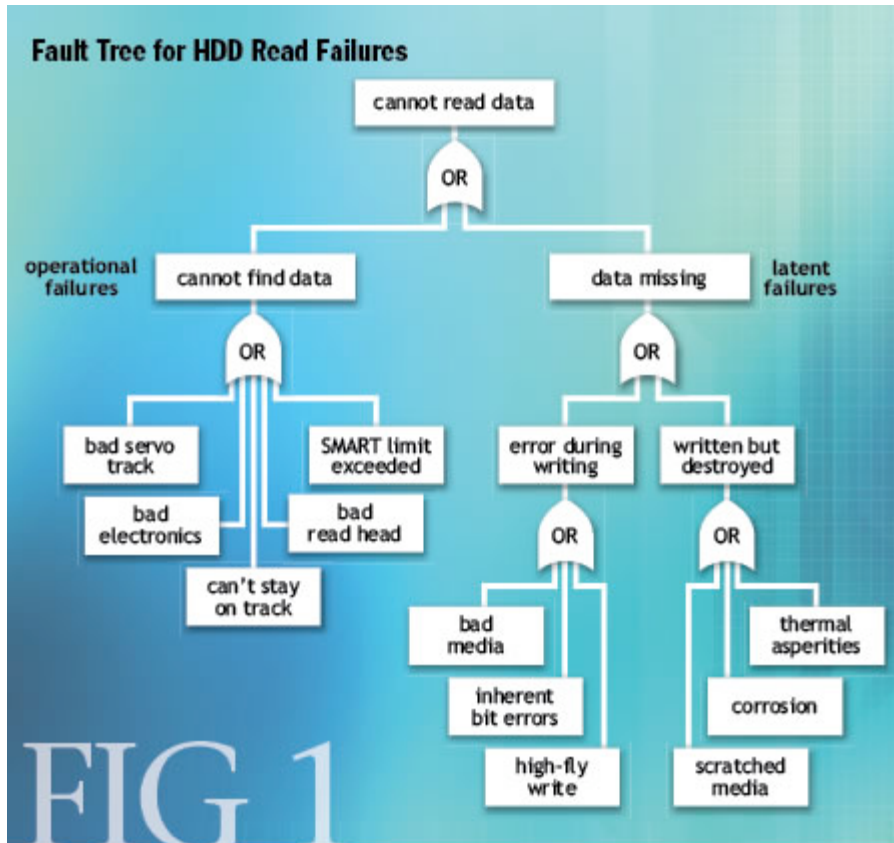 Fault Tree for HDD Read Failures
cannot read data
OR
operational
failures
cannot find data
data missing
latent
failures
OR
OR
bad servo
track
SMART limit
exceeded
error during
writing
written but
destroyed
bad
electronics
bad
read head
OR
OR
can't stay
on track
bad
media
thermal
asperities
inherent
bit errors
corrosion
high-fly
write
scratched
media
FIG 1